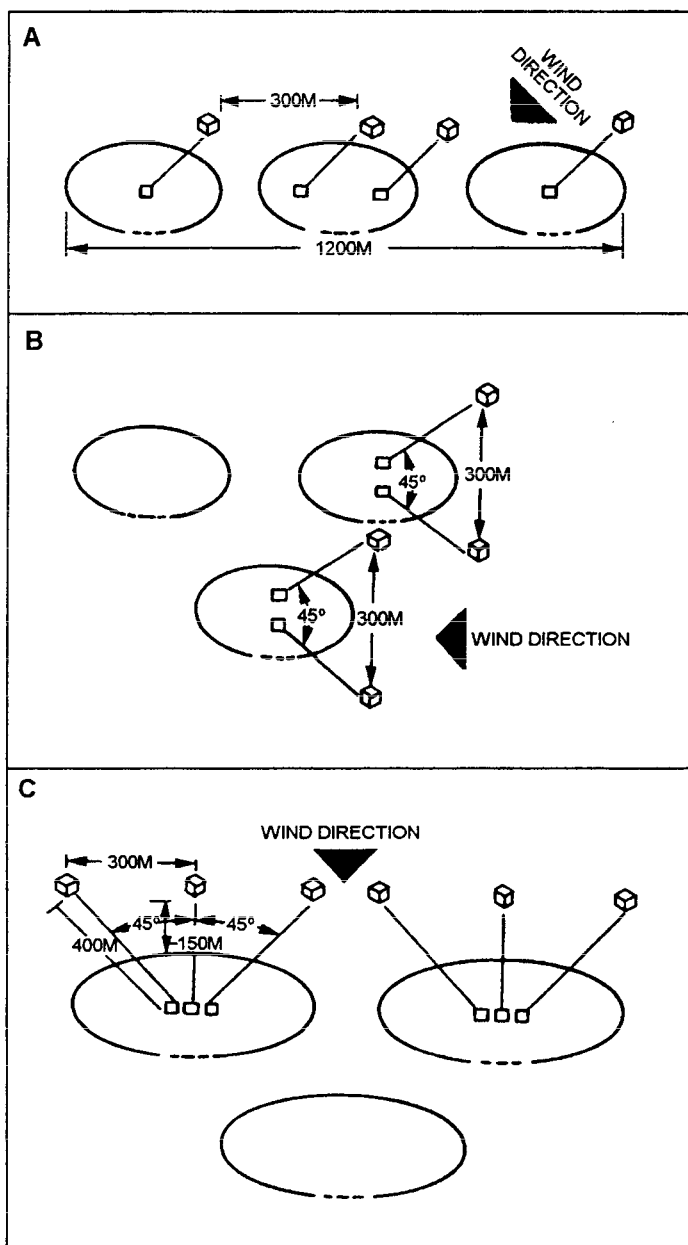 A
WIND
DIRECTION
300M
1200M
B
45°
300M
45°
300M
WIND DIRECTION
C
WIND DIRECTION
300M
45°
45°
400M
150M